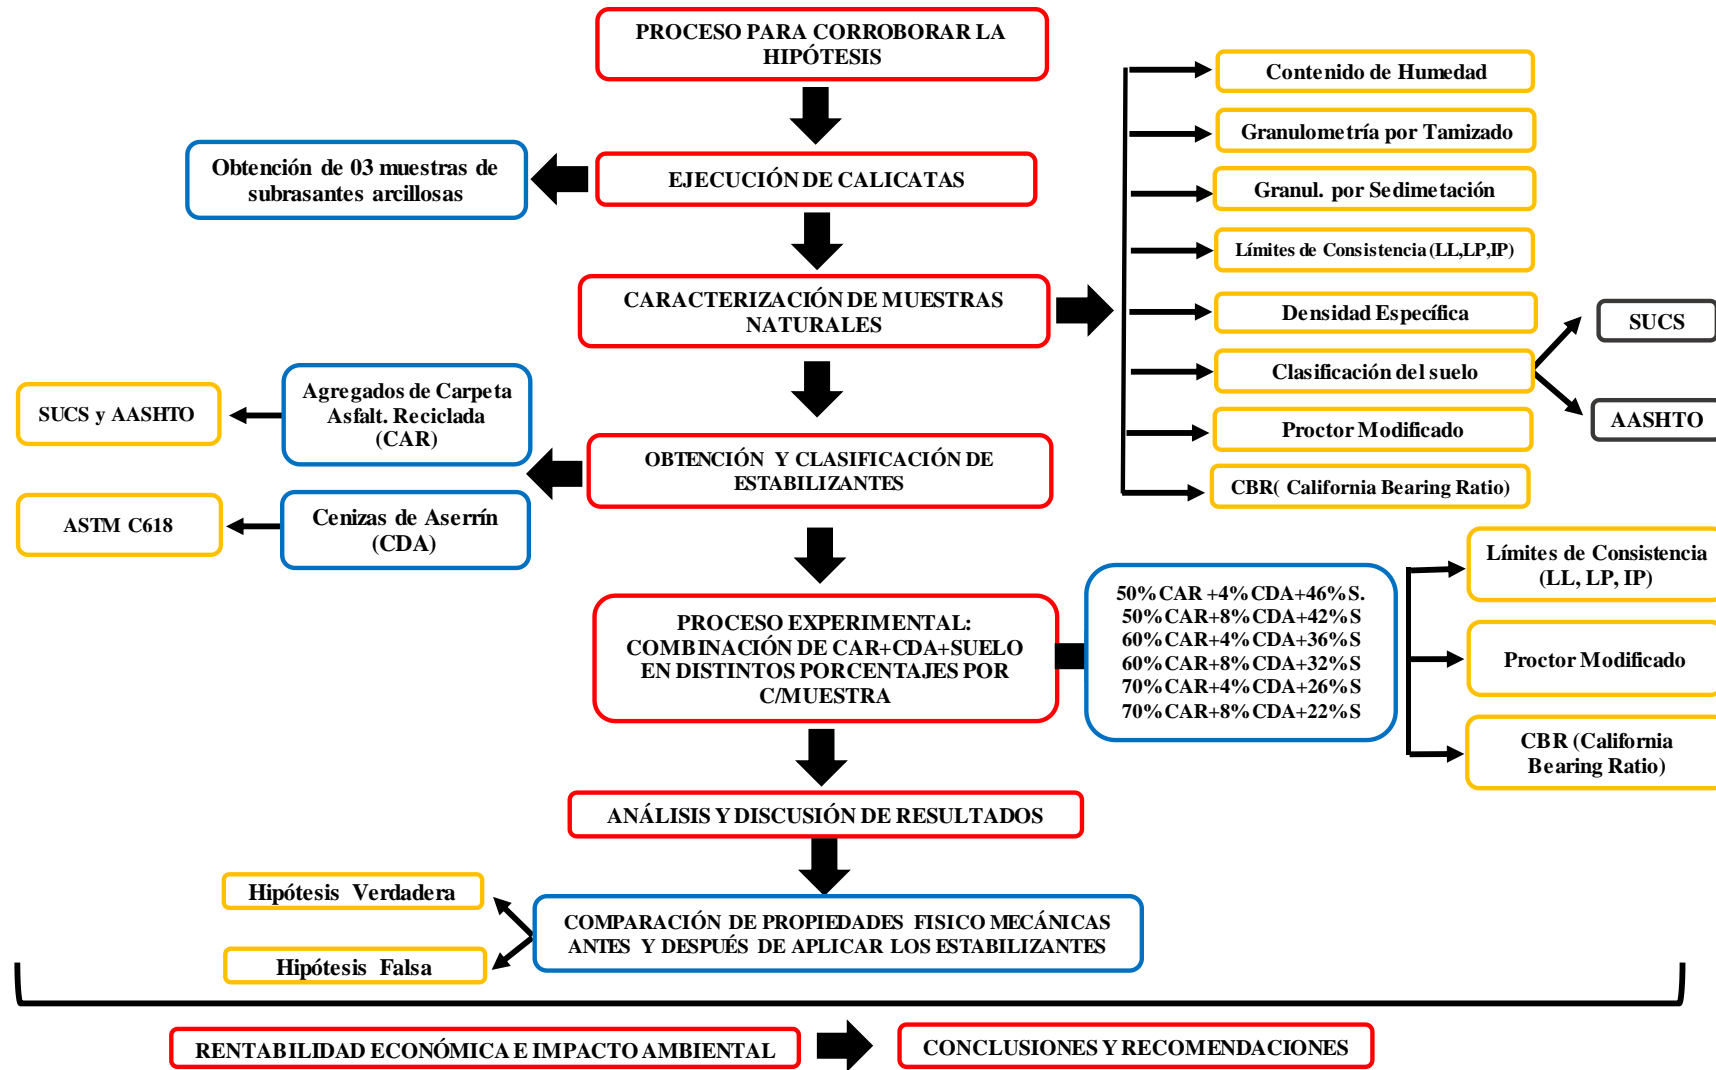 PROCESO PARA CORROBORAR LA
HIPÓTESIS
Obtención de 03 muestras de
subrasantes arcillosas
EJECUCIÓN DE CALICATAS
CARACTERIZACIÓN DE MUESTRAS
NATURALES
Contenido de Humedad
Granulometría por Tamizado
Granul. por Sedimetación
Límites de Consistencia (LL,LP,IP)
Densidad Específica
Clasificación del suelo
Proctor Modificado
CBR( California Bearing Ratio)
SUCS
AASHTO
SUCS y AASHTO
Agregados de Carpeta
Asfalt. Reciclada
(CAR)
ASTM C618
Cenizas de Aserrín
(CDA)
OBTENCIÓN Y CLASIFICACIÓN DE
ESTABILIZANTES
PROCESO EXPERIMENTAL:
COMBINACIÓN DE CAR+CDA+SUELO
EN DISTINTOS PORCENTAJES POR
C/MUESTRA
50%CAR +4%CDA+46%S.
50%CAR+8%CDA+42%S
60%CAR+4%CDA+36%S
60%CAR+8%CDA+32%S
70%CAR+4%CDA+26%S
70%CAR+8%CDA+22%S
Límites de Consistencia
(LL, LP, IP)
Proctor Modificado
CBR (California
Bearing Ratio)
ANÁLISIS Y DISCUSIÓN DE RESULTADOS
Hipótesis Verdadera
Hipótesis Falsa
COMPARACIÓN DE PROPIEDADES FISICO MECÁNICAS
ANTES Y DESPUÉS DE APLICAR LOS ESTABILIZANTES
RENTABILIDAD ECONÓMICA E IMPACTO AMBIENTAL
CONCLUSIONES Y RECOMENDACIONES